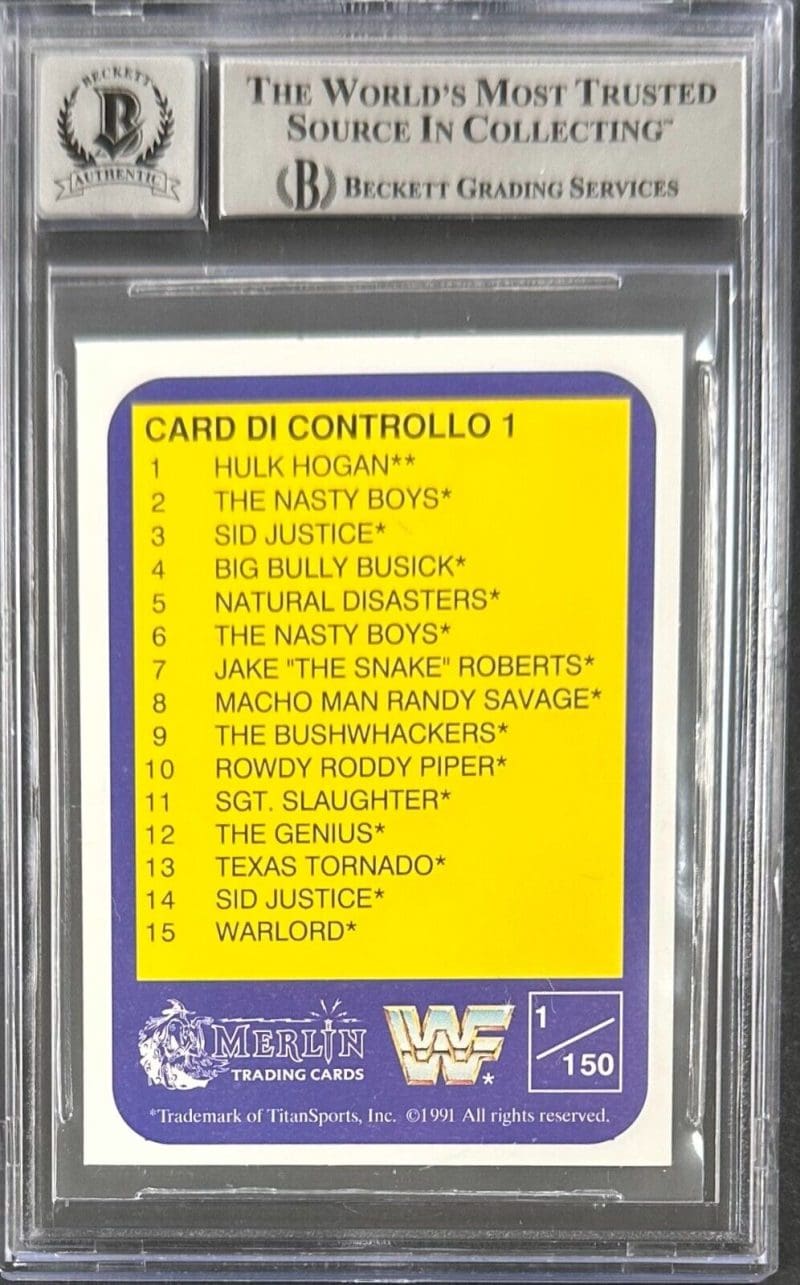 BECKETT
B
AUTHENTIC
THE WORLD'S MOST TRUSTED
SOURCE IN COLLECTING™
B BECKETT GRADING SERVICES
CARD DI CONTROLLO 1
1 HULK HOGAN**
2 THE NASTY BOYS*
3 SID JUSTICE*
4 BIG BULLY BUSICK*
5 NATURAL DISASTERS*
6 THE NASTY BOYS*
7 JAKE "THE SNAKE" ROBERTS*
8 MACHO MAN RANDY SAVAGE*
9 THE BUSHWHACKERS*
10 ROWDY RODDY PIPER*
11 SGT. SLAUGHTER*
12 THE GENIUS*
13 TEXAS TORNADO*
14 SID JUSTICE*
15 WARLORD*
MERLIN
TRADING CARDS
WF*
1/150
*Trademark of TitanSports, Inc. ©1991 All rights reserved.